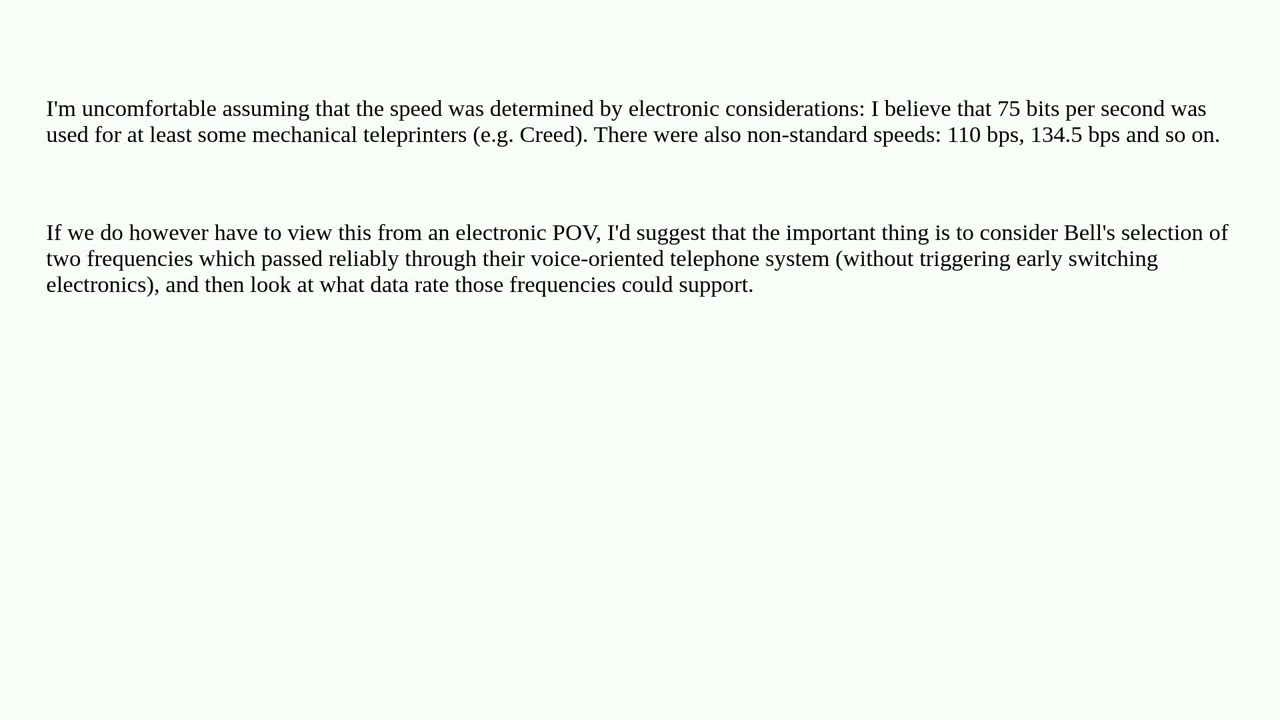 I'm uncomfortable assuming that the speed was determined by electronic considerations: I believe that 75 bits per second was
used for at least some mechanical teleprinters (e.g. Creed). There were also non-standard speeds: 110 bps, 134.5 bps and so on.
If we do however have to view this from an electronic POV, I'd suggest that the important thing is to consider Bell's selection of
two frequencies which passed reliably through their voice-oriented telephone system (without triggering early switching
electronics), and then look at what data rate those frequencies could support.